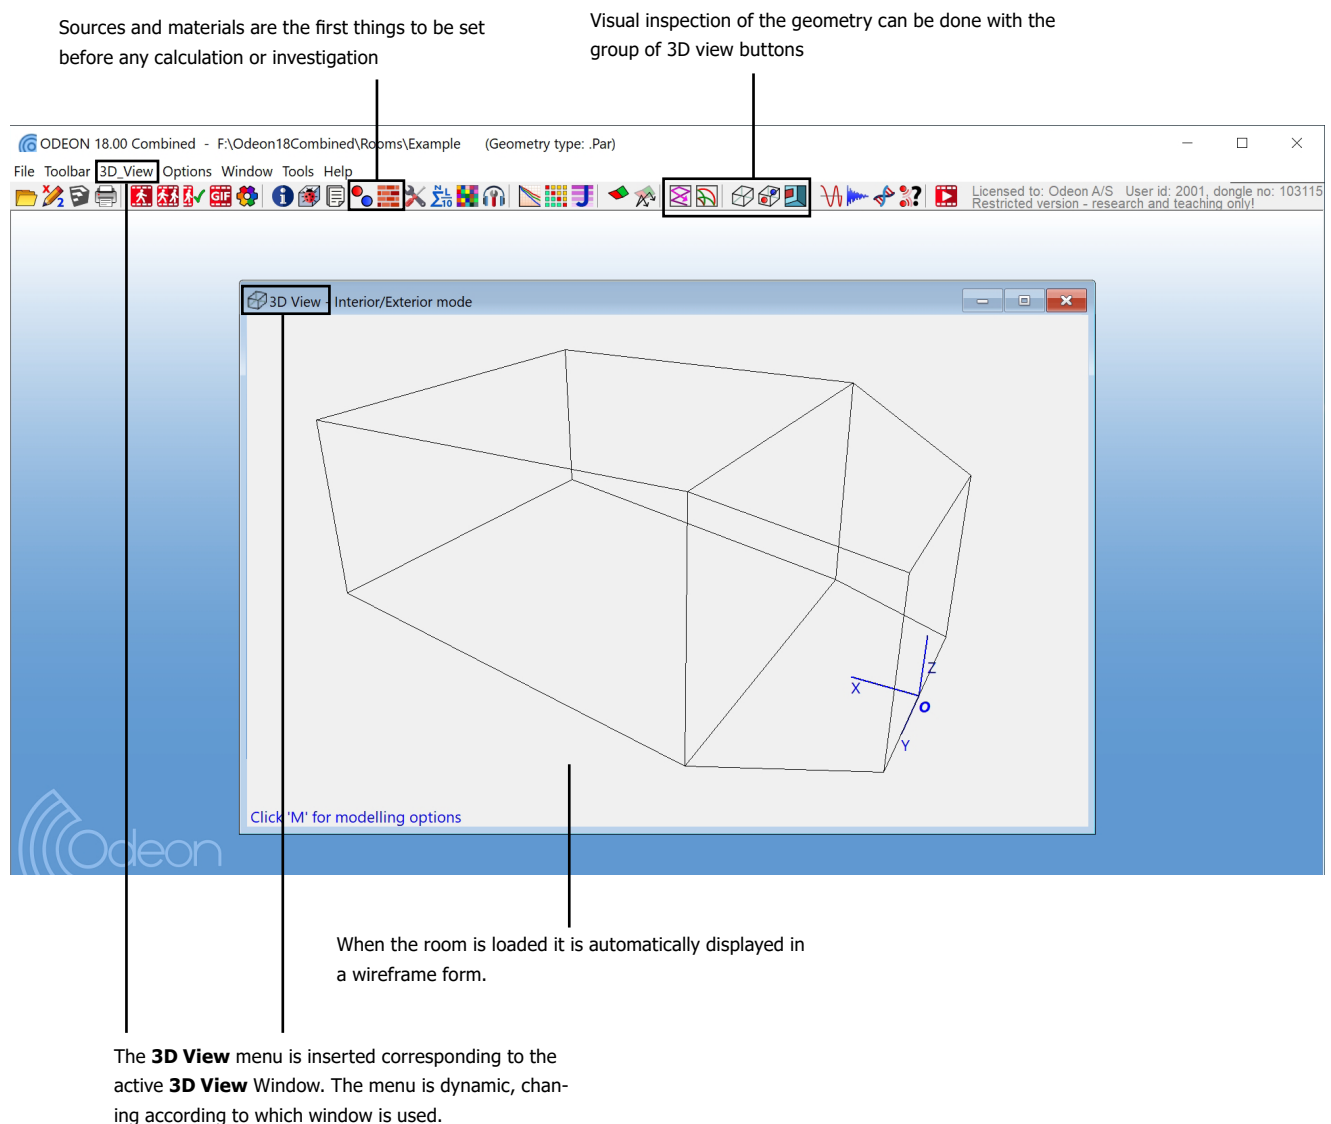 Sources and materials are the first things to be set
before any calculation or investigation
Visual inspection of the geometry can be done with the
group of 3D view buttons
ODEON 18.00 Combined - F:\Odeon18Combined\Rooms\Example (Geometry type: .Par)
File Toolbar 3D_View Options Window Tools Help
GIF
Licensed to: Odeon A/S User id: 2001, dongle no: 103115
Restricted version - research and teaching only!
3D View - Interior/Exterior mode
X
Z
O
Y
Click 'M' for modelling options
Odeon
When the room is loaded it is automatically displayed in
a wireframe form.
The 3D View menu is inserted corresponding to the
active 3D View Window. The menu is dynamic, chan-
ing according to which window is used.